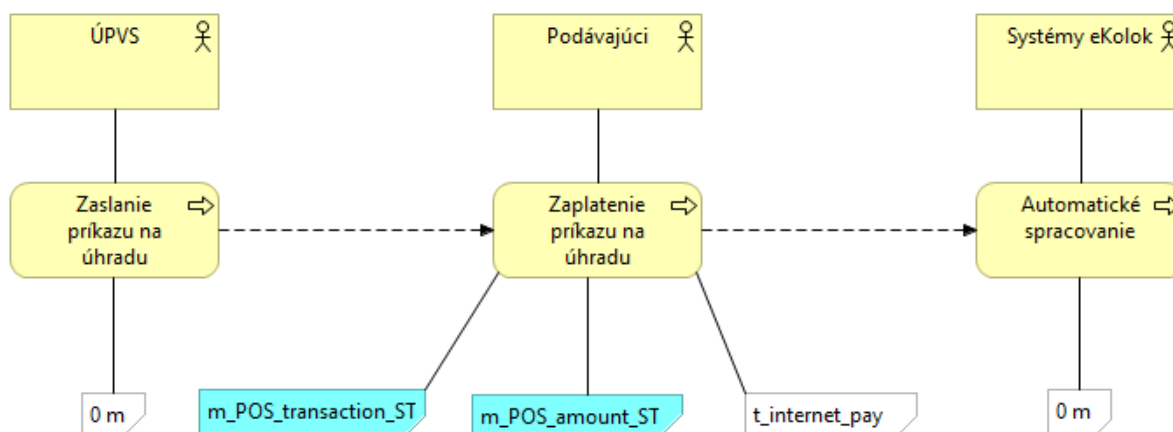 ÚPVS
Podávajúci
Systémy eKolok
Zaslanie
príkazu na
úhradu
Zaplatenie
príkazu na
úhradu
Automatické
spracovanie
0 m
m_POS_transaction_ST
m_POS_amount_ST
t_internet_pay
0 m